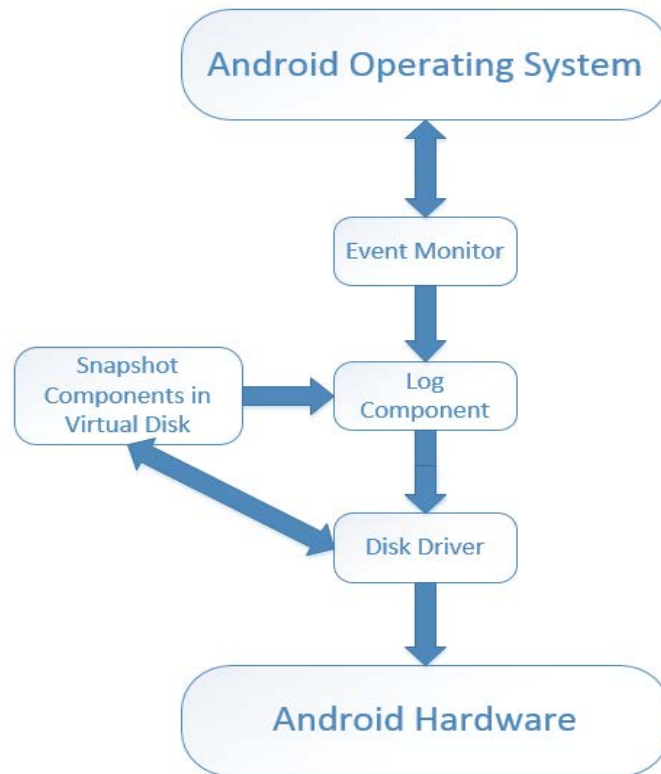 Android Operating System
Event Monitor
Snapshot
Components in
Virtual Disk
Log
Component
Disk Driver
Android Hardware